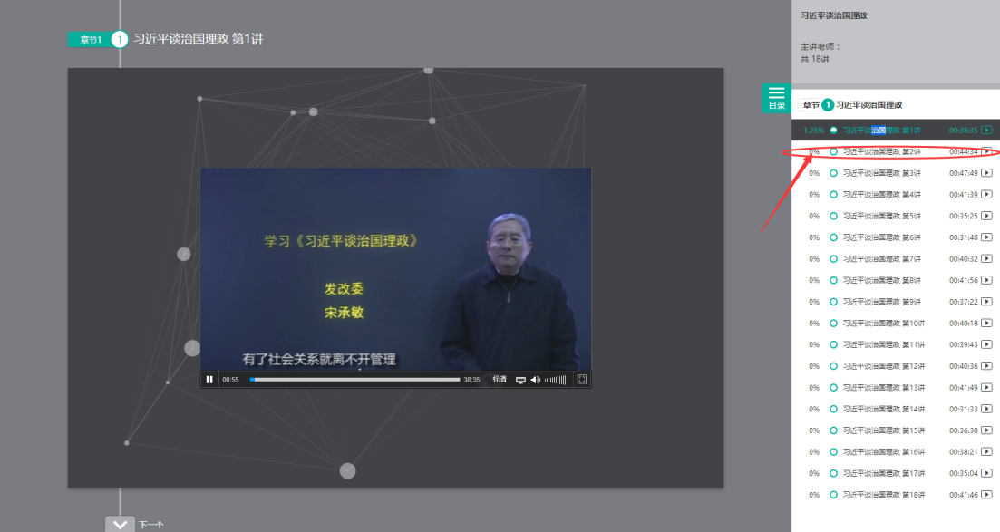 章节1 1 习近平谈治国理政 第1讲
学习《习近平谈治国理政》
发改委
宋承敏
有了社会关系就离不开管理
00:55 38:35 标清
下一个
目录
习近平谈治国理政
主讲老师：
共 18讲
章节 1 习近平谈治国理政
1.25% 习近平谈治国理政 第1讲 00:38:35
0% 习近平谈治国理政 第2讲 00:44:34
0% 习近平谈治国理政 第3讲 00:47:49
0% 习近平谈治国理政 第4讲 00:41:39
0% 习近平谈治国理政 第5讲 00:35:25
0% 习近平谈治国理政 第6讲 00:31:40
0% 习近平谈治国理政 第7讲 00:40:32
0% 习近平谈治国理政 第8讲 00:41:56
0% 习近平谈治国理政 第9讲 00:37:22
0% 习近平谈治国理政 第10讲 00:40:18
0% 习近平谈治国理政 第11讲 00:39:43
0% 习近平谈治国理政 第12讲 00:40:36
0% 习近平谈治国理政 第13讲 00:41:49
0% 习近平谈治国理政 第14讲 00:31:33
0% 习近平谈治国理政 第15讲 00:36:38
0% 习近平谈治国理政 第16讲 00:38:21
0% 习近平谈治国理政 第17讲 00:35:04
0% 习近平谈治国理政 第18讲 00:41:46